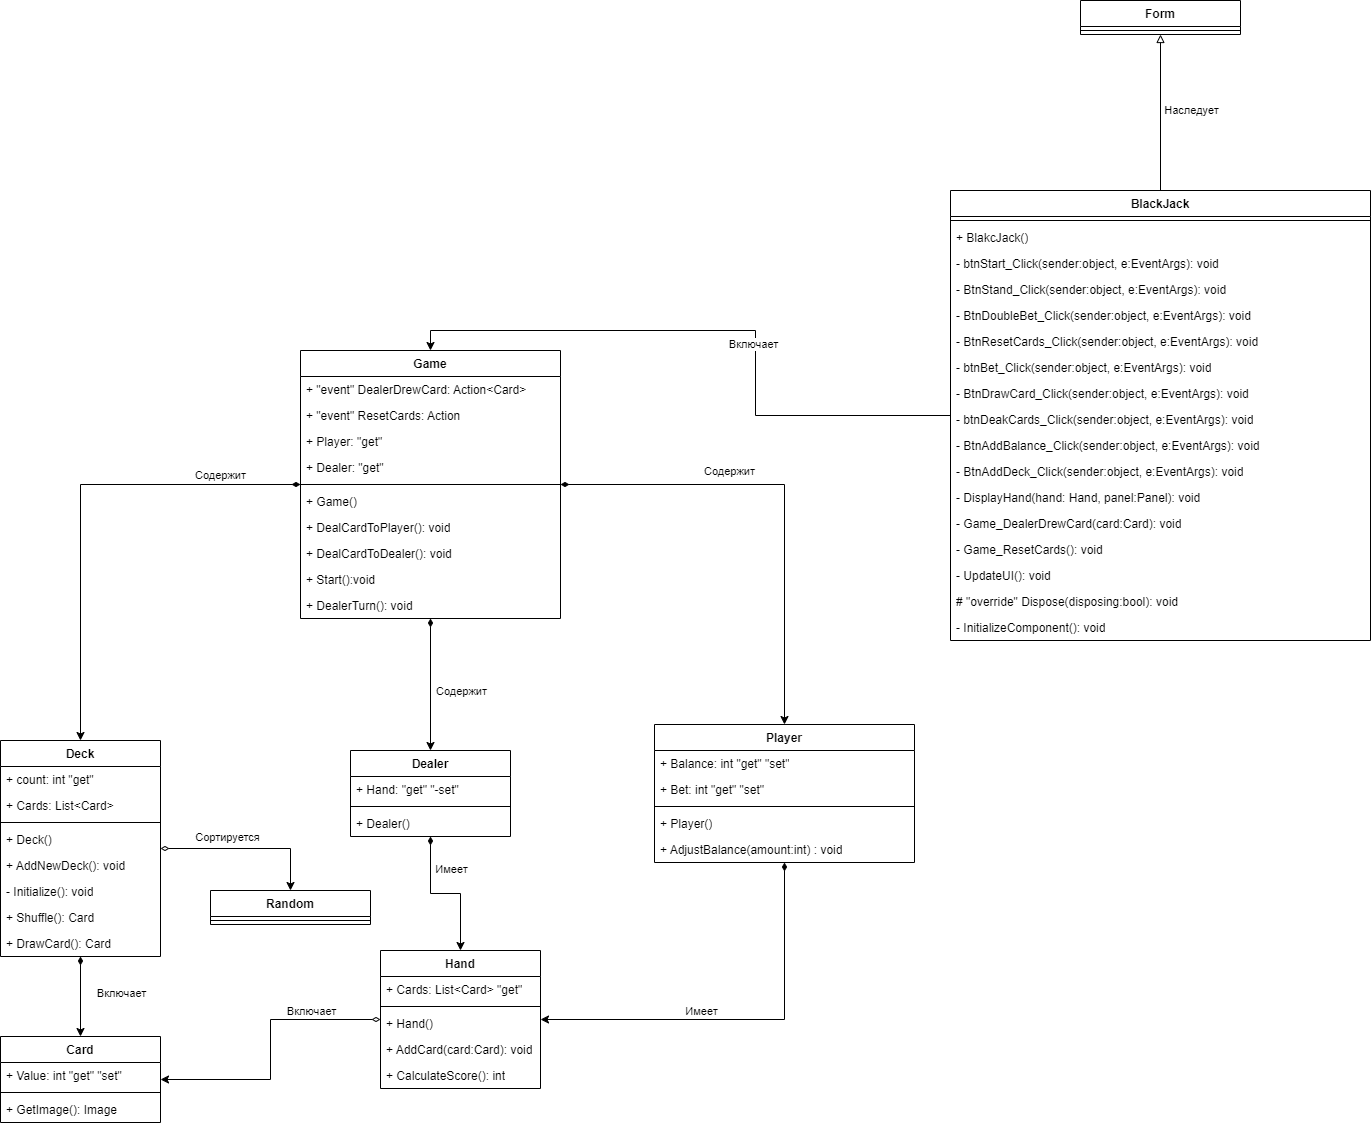 Form
Наследует
BlackJack
+ BlakcJack()
- btnStart_Click(sender:object, e:EventArgs): void
- BtnStand_Click(sender:object, e:EventArgs): void
- BtnDoubleBet_Click(sender:object, e:EventArgs): void
- BtnResetCards_Click(sender:object, e:EventArgs): void
- btnBet_Click(sender:object, e:EventArgs): void
- BtnDrawCard_Click(sender:object, e:EventArgs): void
- btnDeakCards_Click(sender:object, e:EventArgs): void
- BtnAddBalance_Click(sender:object, e:EventArgs): void
- BtnAddDeck_Click(sender:object, e:EventArgs): void
- DisplayHand(hand: Hand, panel:Panel): void
- Game_DealerDrewCard(card:Card): void
- Game_ResetCards(): void
- UpdateUI(): void
# "override" Dispose(disposing:bool): void
- InitializeComponent(): void
Включает
Game
+ "event" DealerDrewCard: Action<Card>
+ "event" ResetCards: Action
+ Player: "get"
+ Dealer: "get"
+ Game()
+ DealCardToPlayer(): void
+ DealCardToDealer(): void
+ Start():void
+ DealerTurn(): void
Содержит
Содержит
Содержит
Deck
+ count: int "get"
+ Cards: List<Card>
+ Deck()
+ AddNewDeck(): void
- Initialize(): void
+ Shuffle(): Card
+ DrawCard(): Card
Сортируется
Random
Dealer
+ Hand: "get" "-set"
+ Dealer()
Имеет
Player
+ Balance: int "get" "set"
+ Bet: int "get" "set"
+ Player()
+ AdjustBalance(amount:int) : void
Имеет
Hand
+ Cards: List<Card> "get"
+ Hand()
+ AddCard(card:Card): void
+ CalculateScore(): int
Включает
Включает
Card
+ Value: int "get" "set"
+ GetImage(): Image